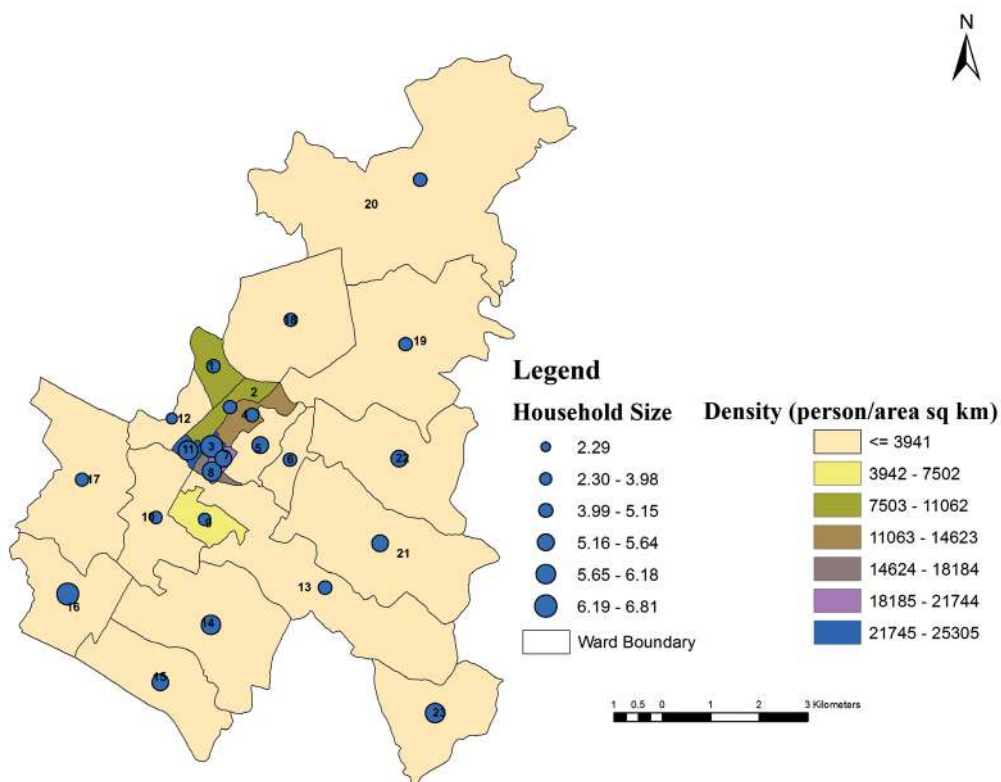 N
20
18
19
1
2
12
4
11
3
5
7
6
8
22
17
10
9
21
13
16
14
15
23
Legend
Household Size
2.29
2.30 - 3.98
3.99 - 5.15
5.16 - 5.64
5.65 - 6.18
6.19 - 6.81
Ward Boundary
Density (person/area sq km)
<= 3941
3942 - 7502
7503 - 11062
11063 - 14623
14624 - 18184
18185 - 21744
21745 - 25305
1 0.5 0 1 2 3 Kilometers